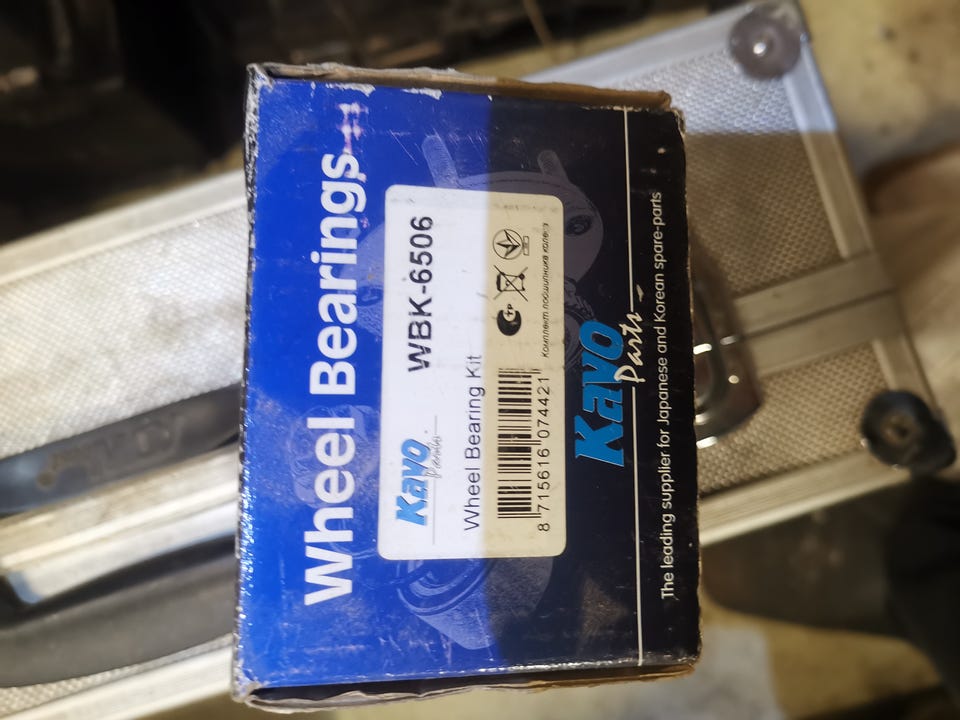 Wheel Bearings
Kavo
Parts
WBK-6506
Wheel Bearing Kit
8 715616 074421
Комплект подшипника колеса
Kavo
Parts
The leading supplier for Japanese and Korean spare-parts